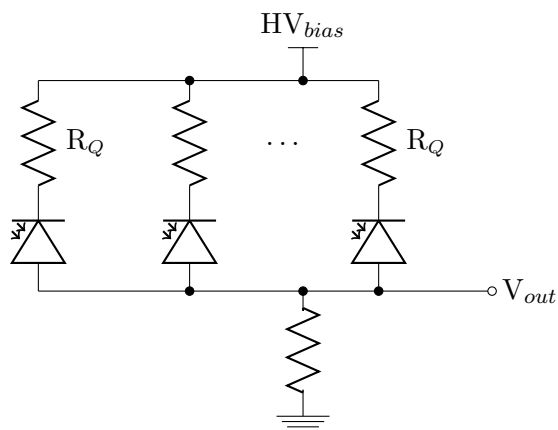 HV_bias
R_Q
. . .
R_Q
V_out